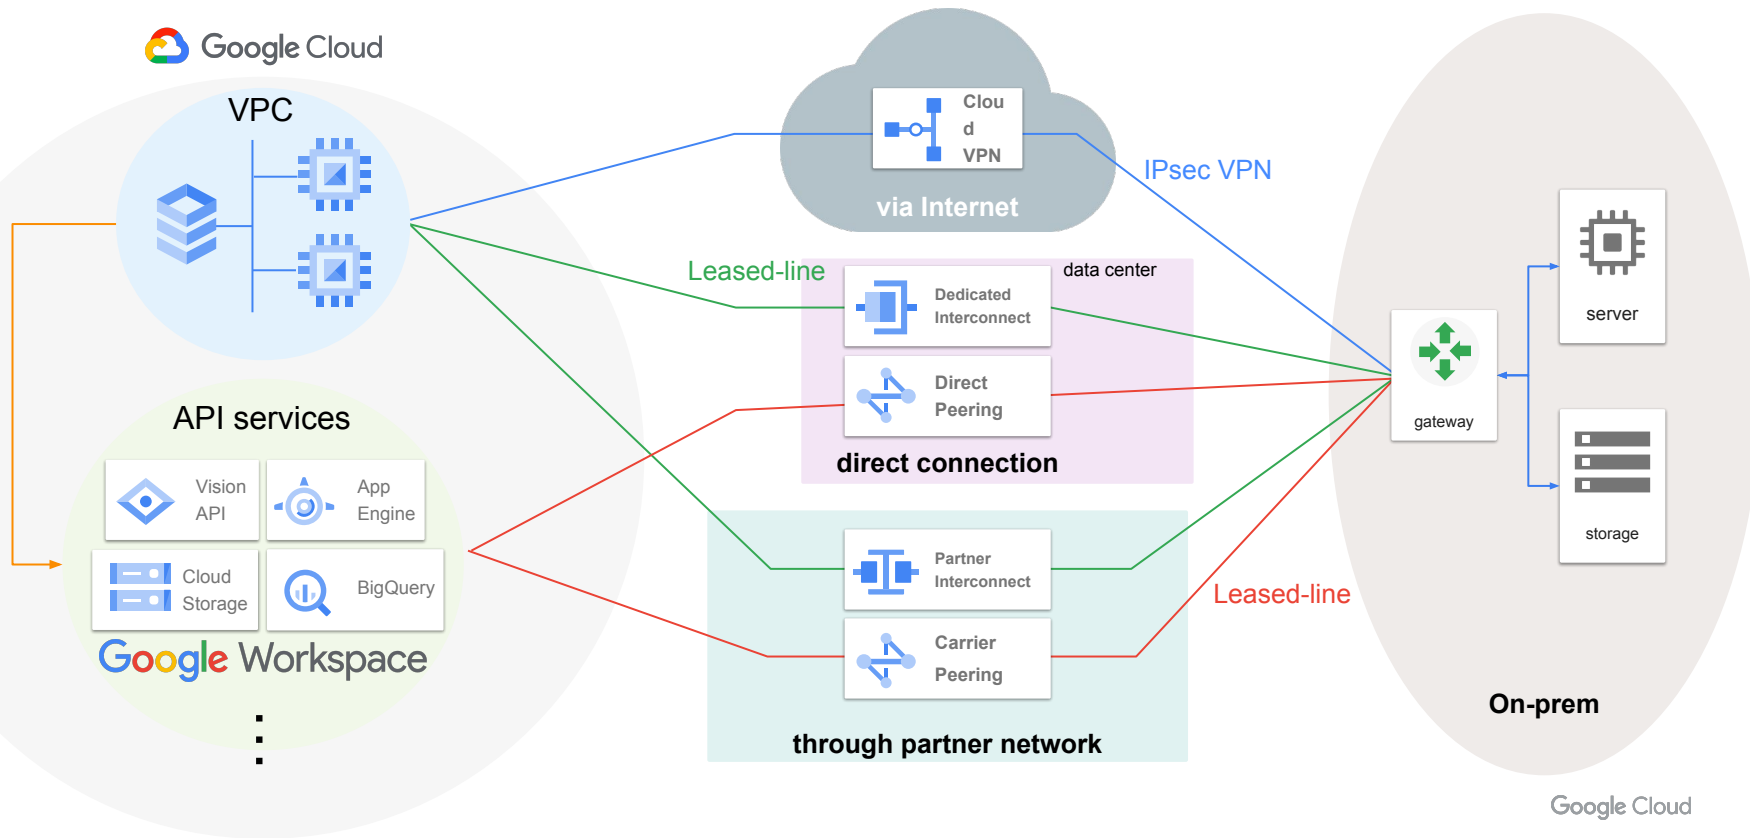 Google Cloud
VPC
API services
Vision
API
App
Engine
Cloud
Storage
BigQuery
Google Workspace
Clou
d
VPN
via Internet
IPsec VPN
Leased-line
data center
Dedicated
Interconnect
Direct
Peering
direct connection
Partner
Interconnect
Carrier
Peering
through partner network
Leased-line
gateway
server
storage
On-prem
Google Cloud